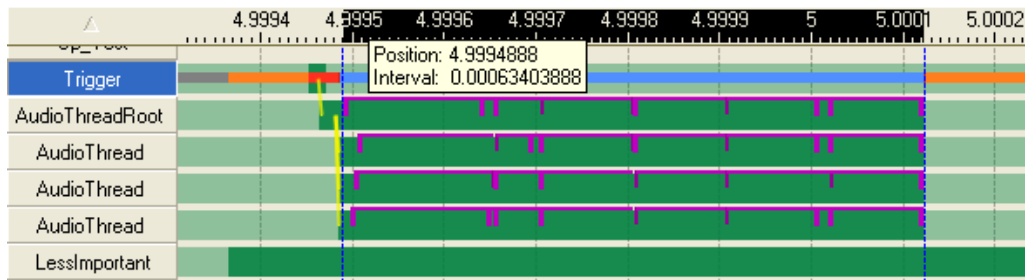 4.9994 4.9995 4.9996 4.9997 4.9998 4.9999 5 5.0001 5.0002
Position: 4.9994888
Interval: 0.00063403888
Trigger
AudioThreadRoot
AudioThread
AudioThread
AudioThread
LessImportant